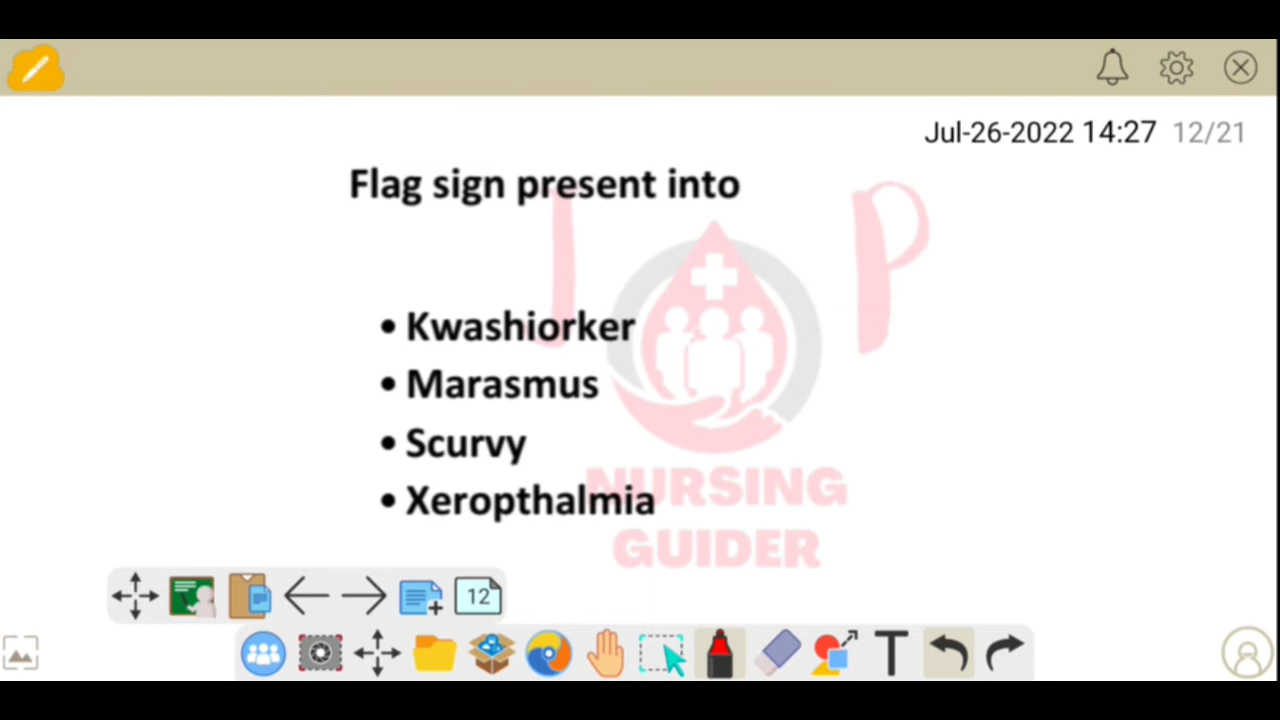 Jul-26-2022 14:27 12/21
Flag sign present into
T P
• Kwashiorker
• Marasmus
• Scurvy
• Xeropthalmia
NURSING
GUIDER
12
T